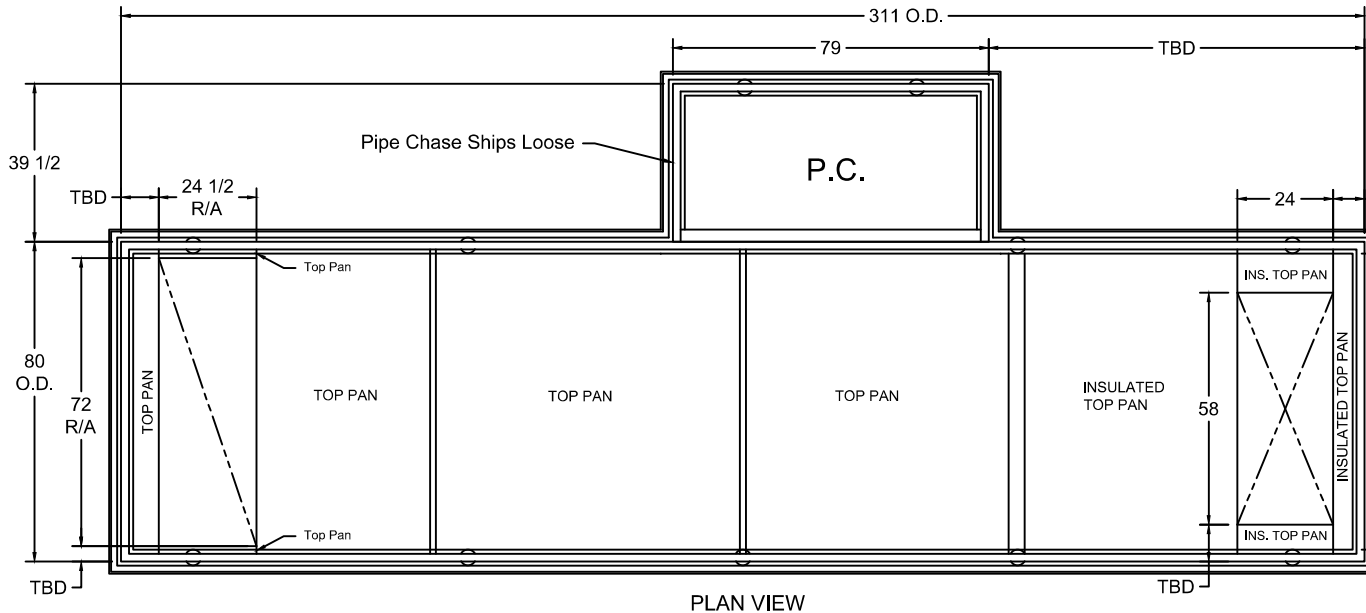 311 O.D.
79
TBD
Pipe Chase Ships Loose
P.C.
39 1/2
TBD
24 1/2
R/A
24
Top Pan
INS. TOP PAN
80
O.D.
72
R/A
TOP PAN
TOP PAN
TOP PAN
TOP PAN
INSULATED
TOP PAN
58
INSULATED TOP PAN
Top Pan
INS. TOP PAN
TBD
TBD
PLAN VIEW